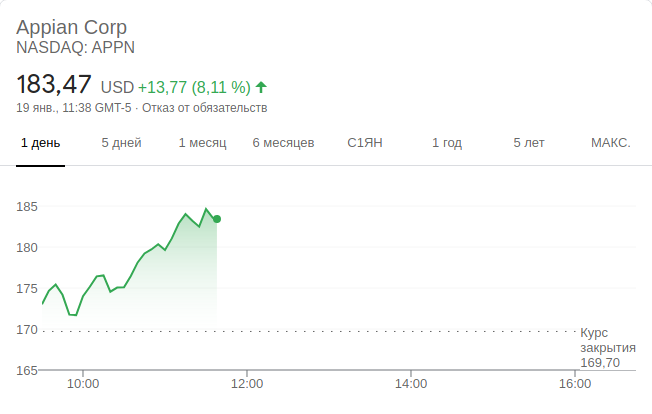 Appian Corp
NASDAQ: APPN
183,47 USD +13,77 (8,11 %)
19 янв., 11:38 GMT-5 · Отказ от обязательств
1 день 5 дней 1 месяц 6 месяцев С1ЯН 1 год 5 лет МАКС.
185
180
175
170
Курс
закрытия
169,70
165
10:00 12:00 14:00 16:00